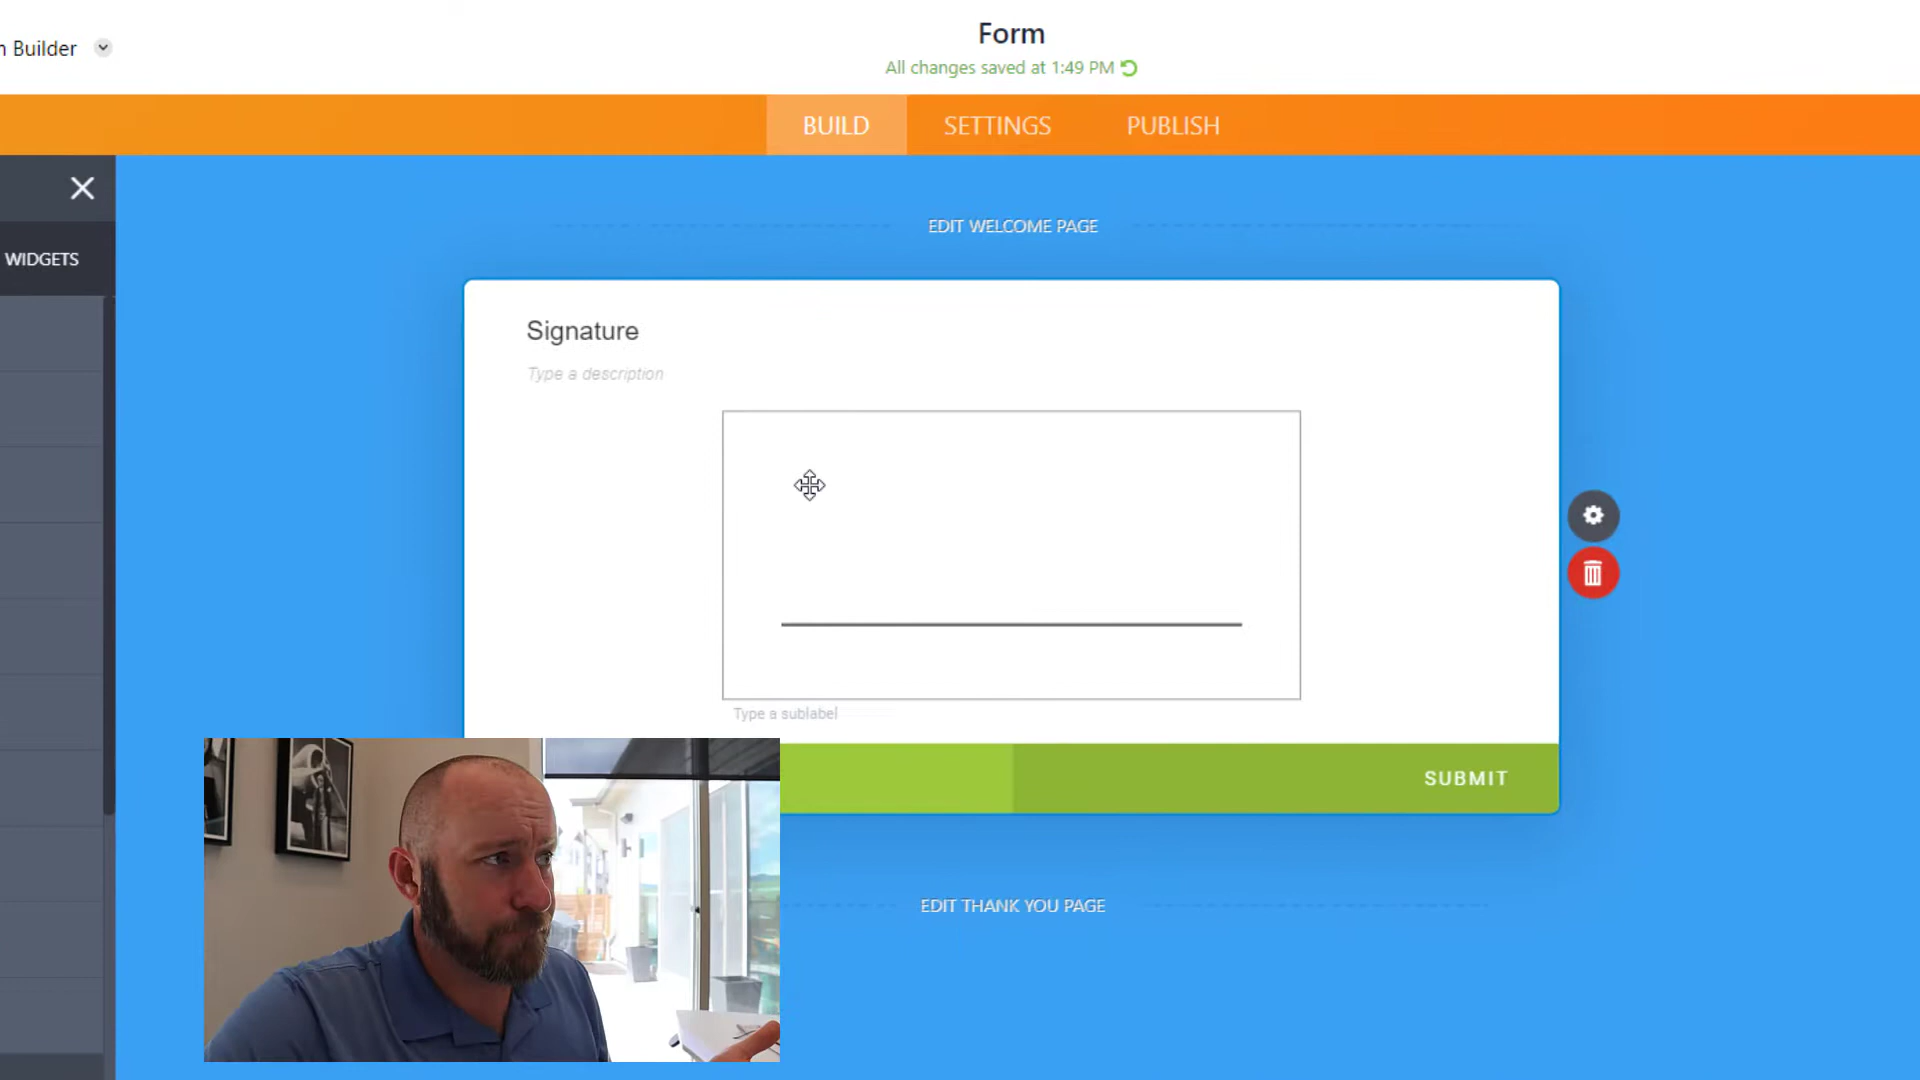 Form
n Builder
All changes saved at 1:49 PM
BUILD
SETTINGS
PUBLISH
EDIT WELCOME PAGE
WIDGETS
Signature
Type a description
Type a sublabel
SUBMIT
EDIT THANK YOU PAGE